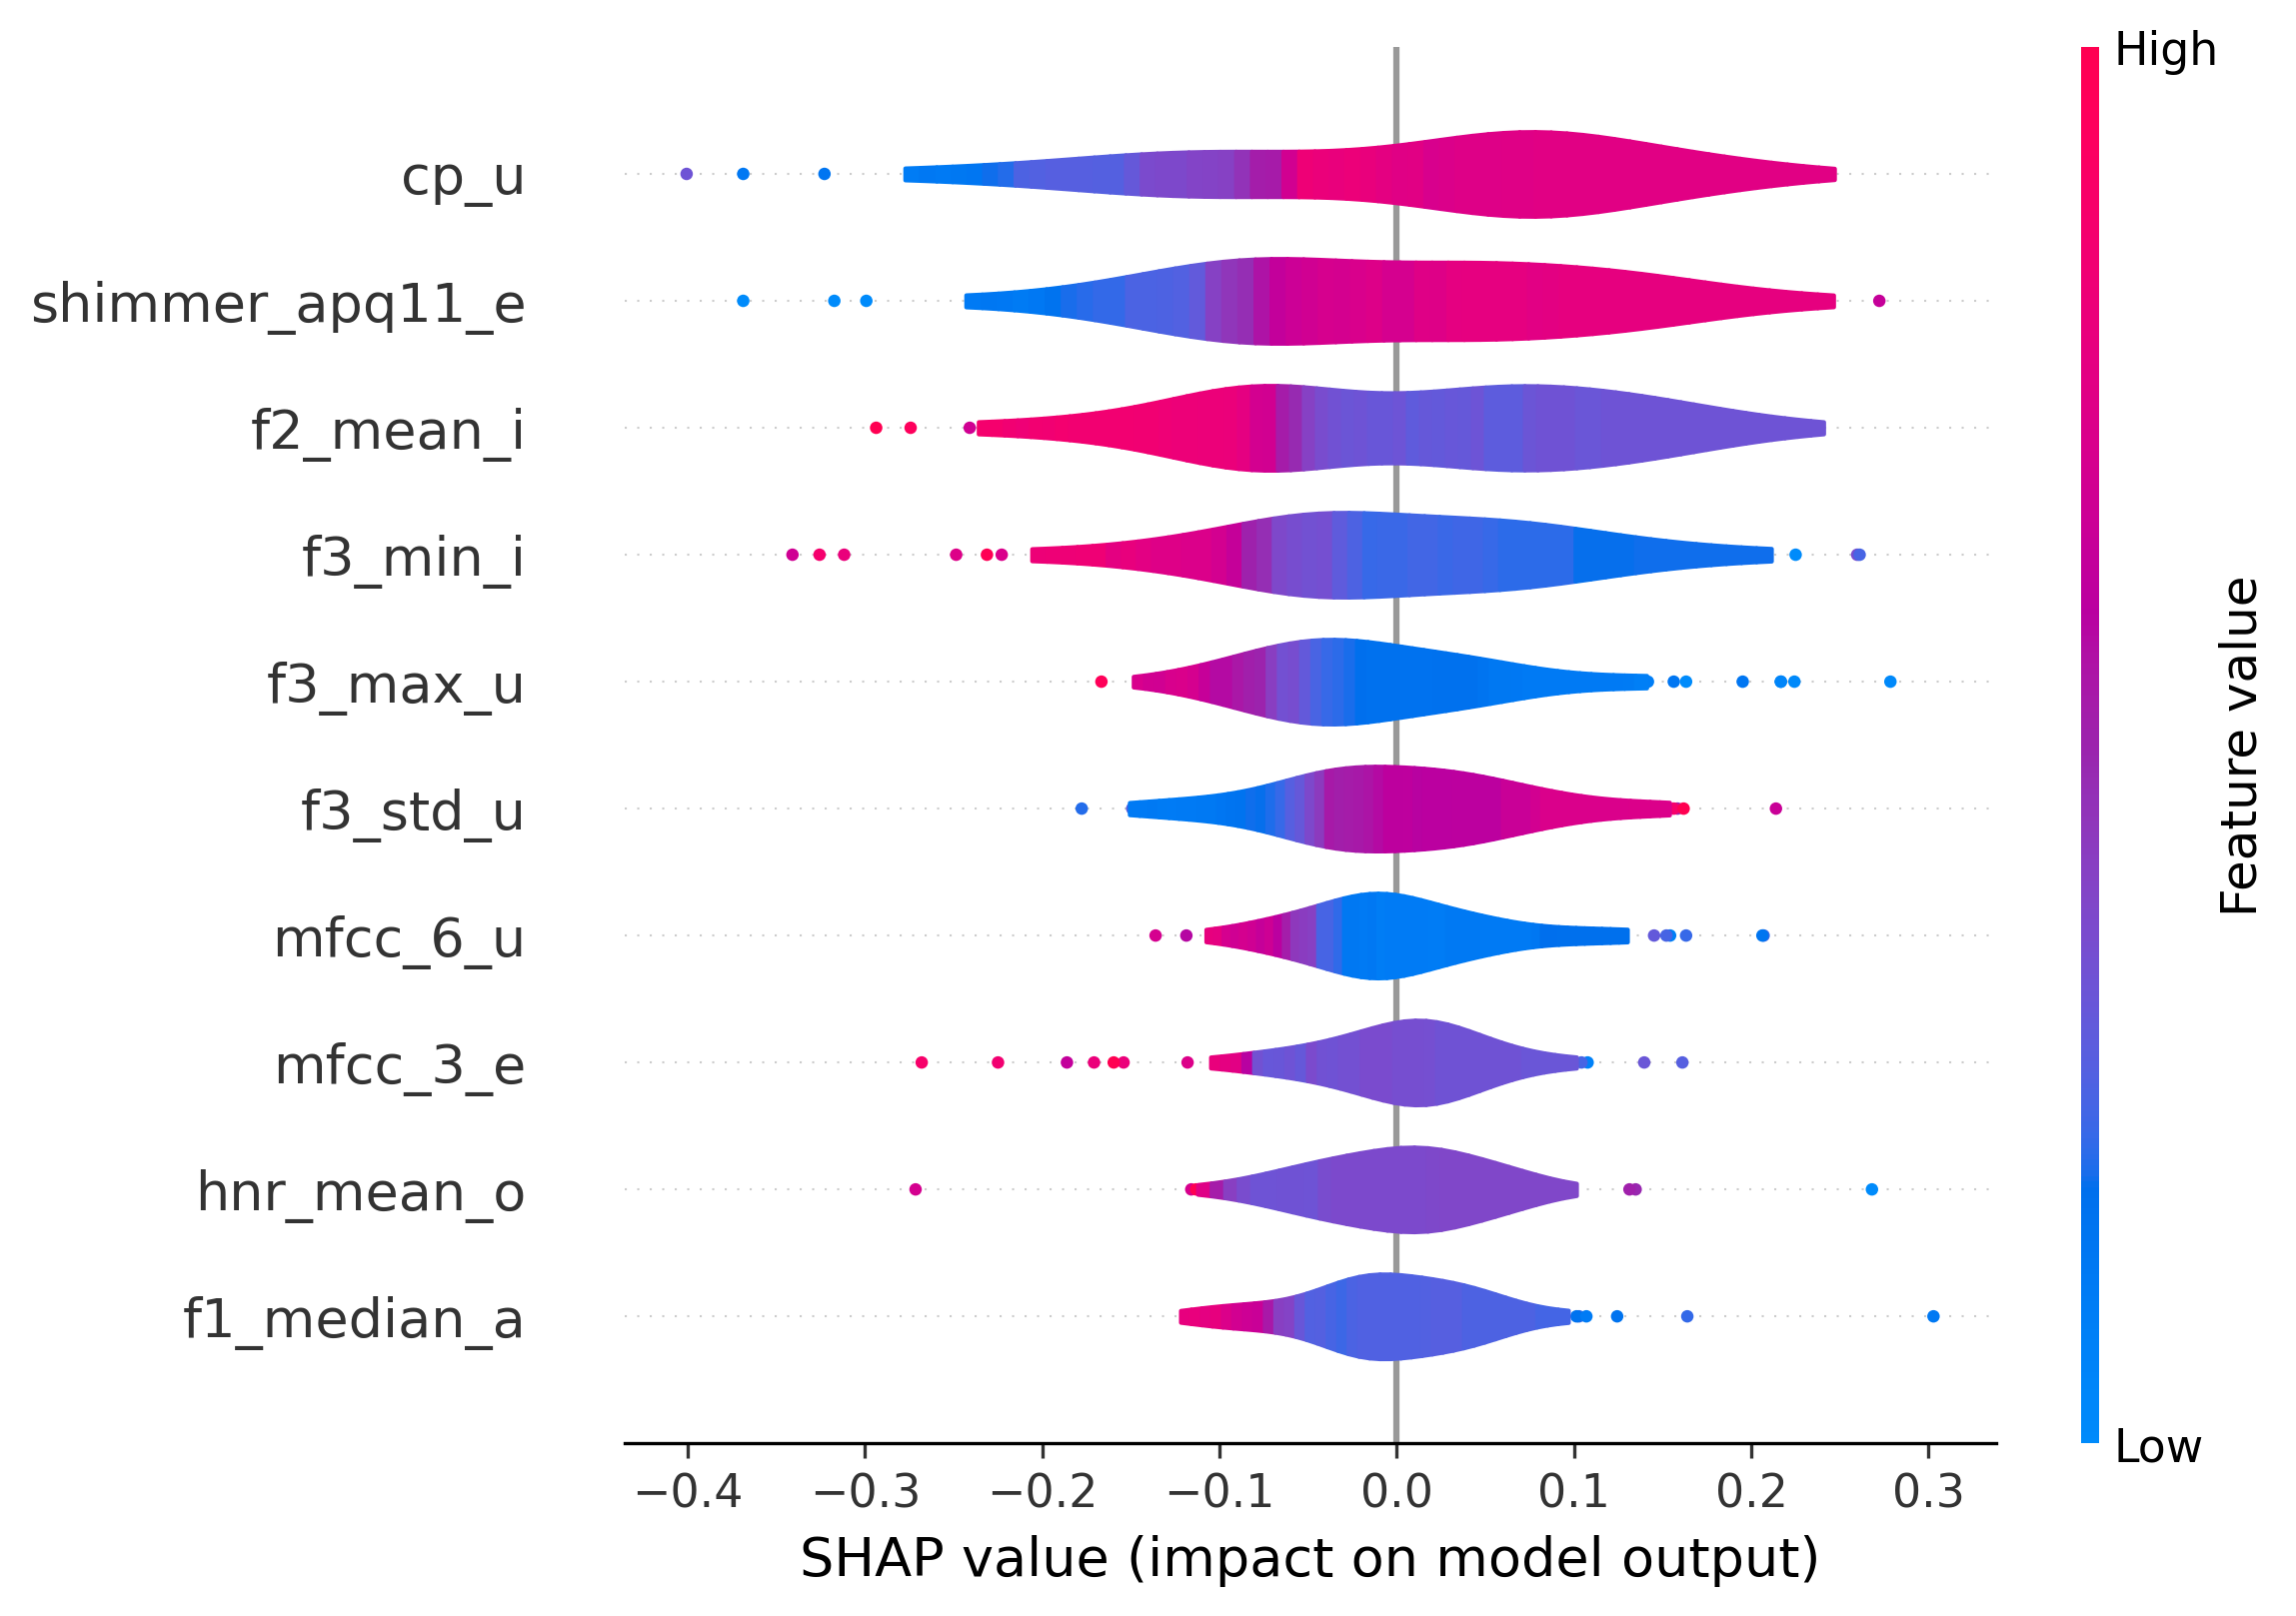 High
cp_u
shimmer_apq11_e
f2_mean_i
f3_min_i
f3_max_u
f3_std_u
mfcc_6_u
mfcc_3_e
hnr_mean_o
f1_median_a
Feature value
Low
−0.4 −0.3 −0.2 −0.1 0.0 0.1 0.2 0.3
SHAP value (impact on model output)